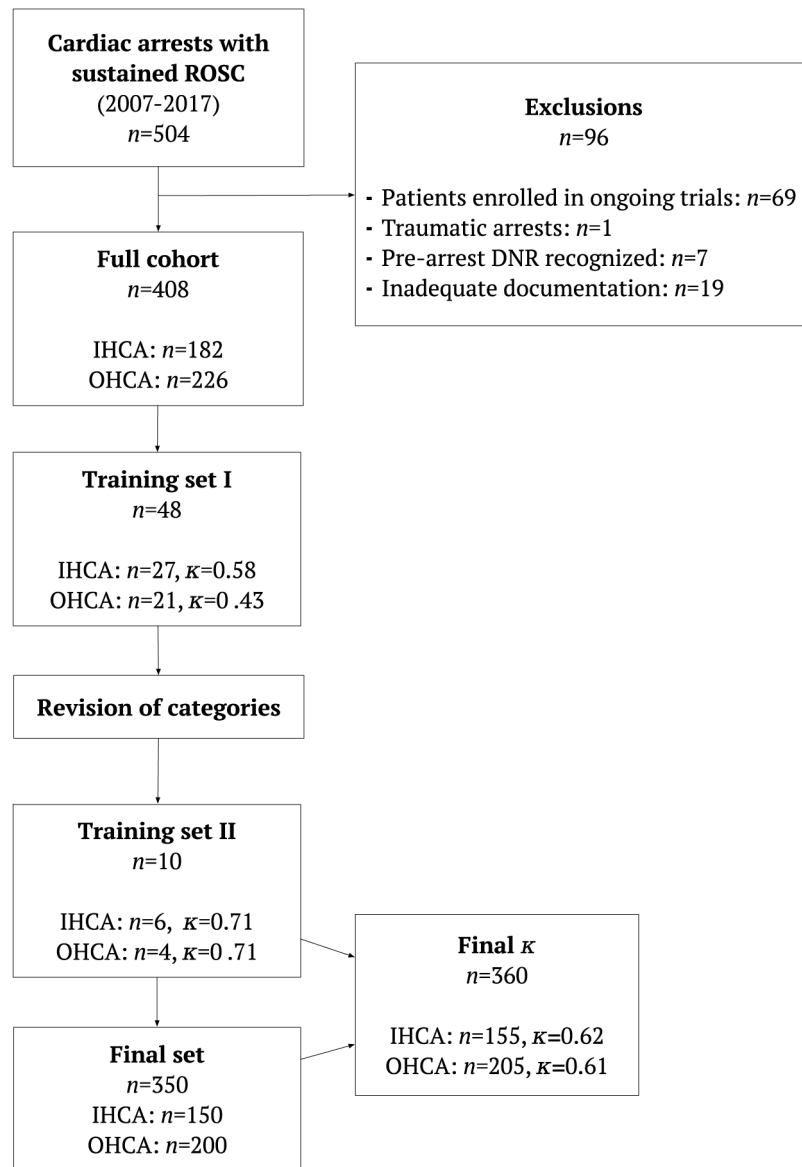 Cardiac arrests with
sustained ROSC
(2007-2017)
n=504
Exclusions
n=96
- Patients enrolled in ongoing trials: n=69
- Traumatic arrests: n=1
- Pre-arrest DNR recognized: n=7
- Inadequate documentation: n=19
Full cohort
n=408
IHCA: n=182
OHCA: n=226
Training set I
n=48
IHCA: n=27, κ=0.58
OHCA: n=21, κ=0 .43
Revision of categories
Training set II
n=10
IHCA: n=6,  κ=0.71
OHCA: n=4, κ=0 .71
Final κ
n=360
IHCA: n=155, κ=0.62
OHCA: n=205, κ=0.61
Final set
n=350
IHCA: n=150
OHCA: n=200